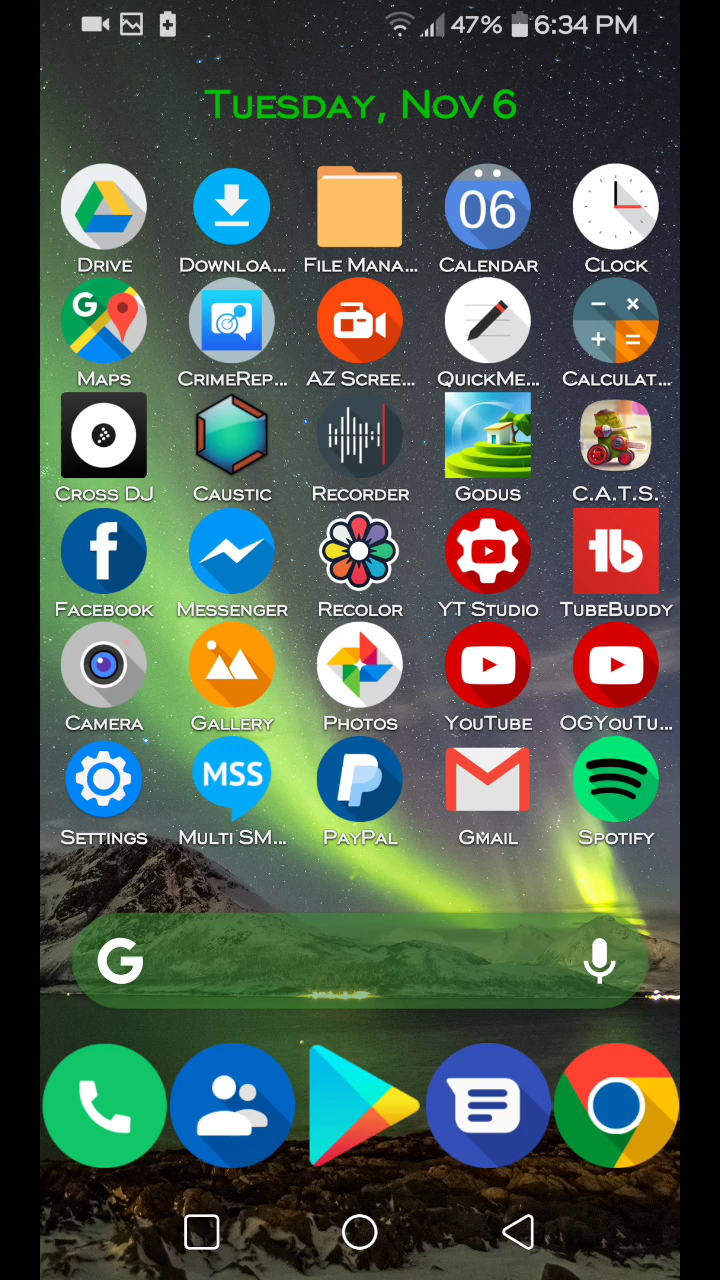 47% 6:34 PM
Tuesday, Nov 6
06
Drive Downloa... File Mana... Calendar Clock
G
Maps CrimeRep... AZ Scree... QuickMe... Calculat...
Cross DJ Caustic Recorder Godus C.A.T.S.
f tb
Facebook Messenger Recolor YT Studio TubeBuddy
Camera Gallery Photos YouTube OGYouTu...
MSS
Settings Multi SM... PayPal Gmail Spotify
G